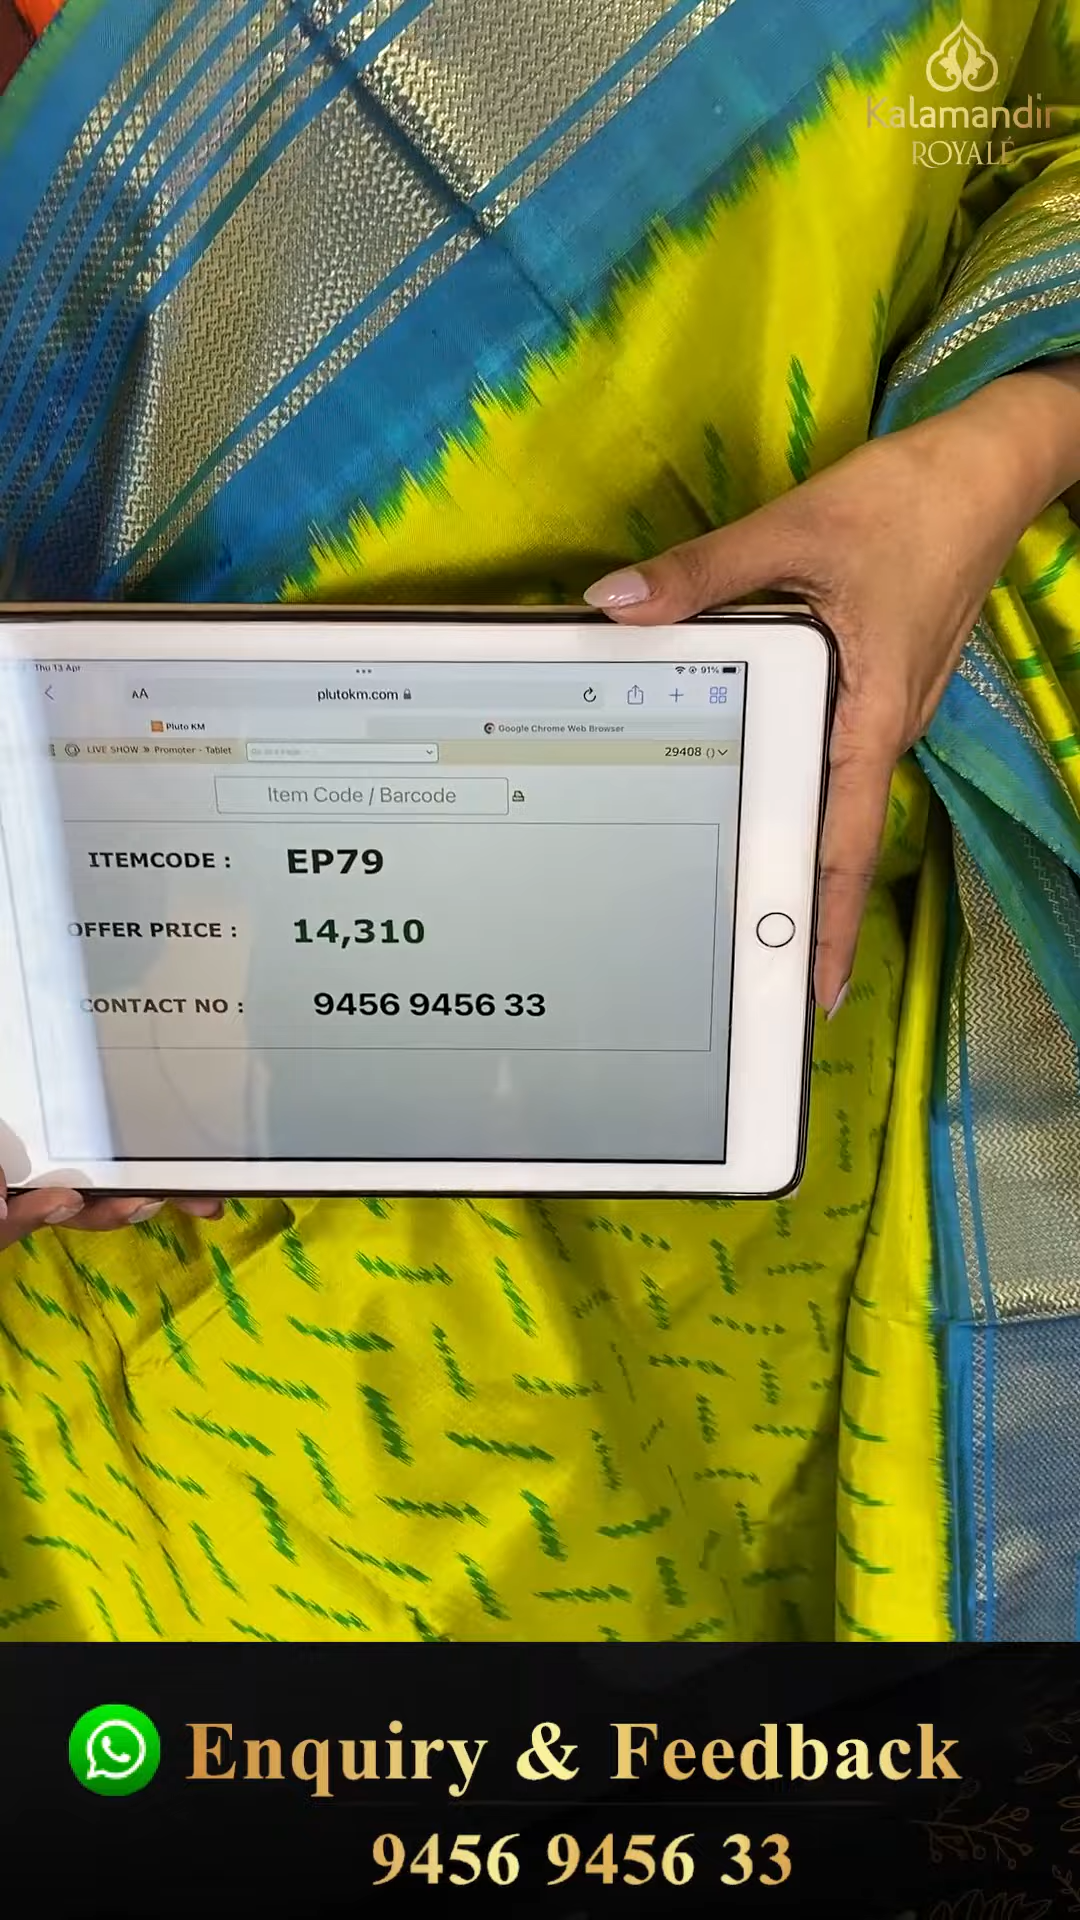 Kalamandir
ROYALÉ
Thu 13 Apr
91%
AA
plutokm.com
Pluto KM
Google Chrome Web Browser
LIVE SHOW » Promoter - Tablet
29408 ()
Item Code / Barcode
ITEMCODE : EP79
OFFER PRICE : 14,310
CONTACT NO : 9456 9456 33
Enquiry & Feedback
9456 9456 33